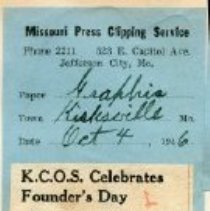 Missouri Press Clipping Service
Phone 2211 323 E. Capitol Ave.
Jefferson City, Mo.
Paper Graphic
Town Kirksville Mo.
Date Oct 4 , 1946
K.C.O.S. Celebrates
Founder's Day